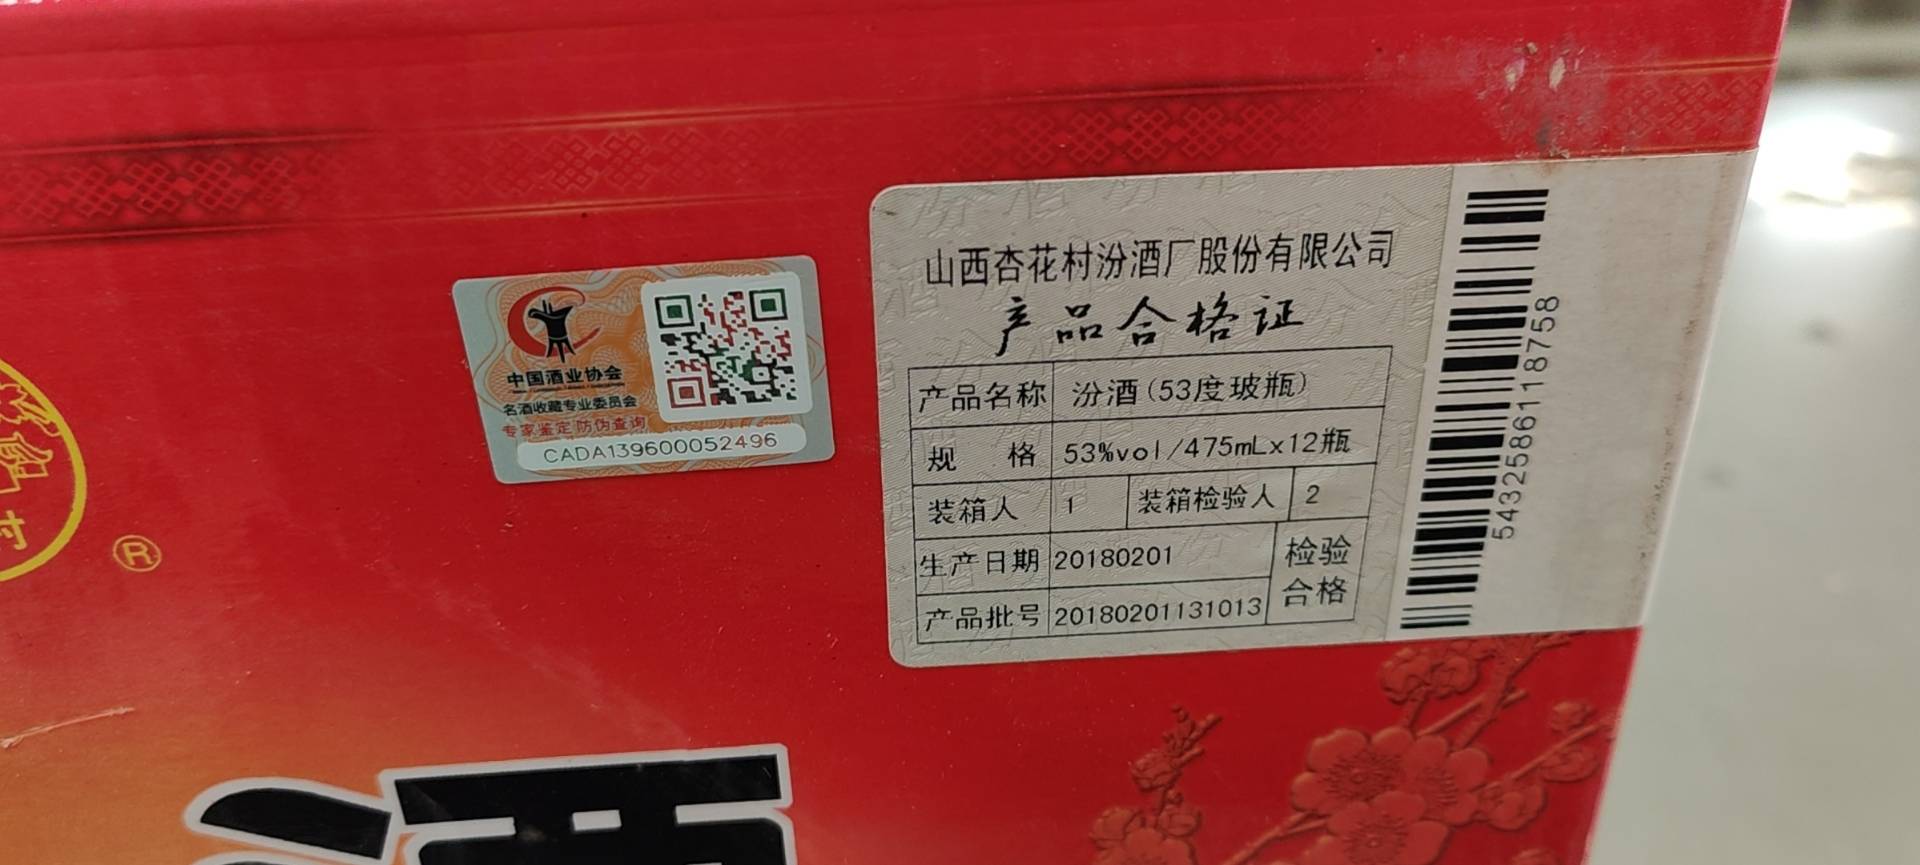 村
®
中国酒业协会
名酒收藏专业委员会
专家鉴定 防伪查询
CADA139600052496
山西杏花村汾酒厂股份有限公司
产品合格证
产品名称 汾酒(53度玻瓶)
规 格 53%vol/475mLx12瓶
装箱人 1 装箱检验人 2
生产日期 20180201 检验
产品批号 20180201131013 合格
5432586118758
酒